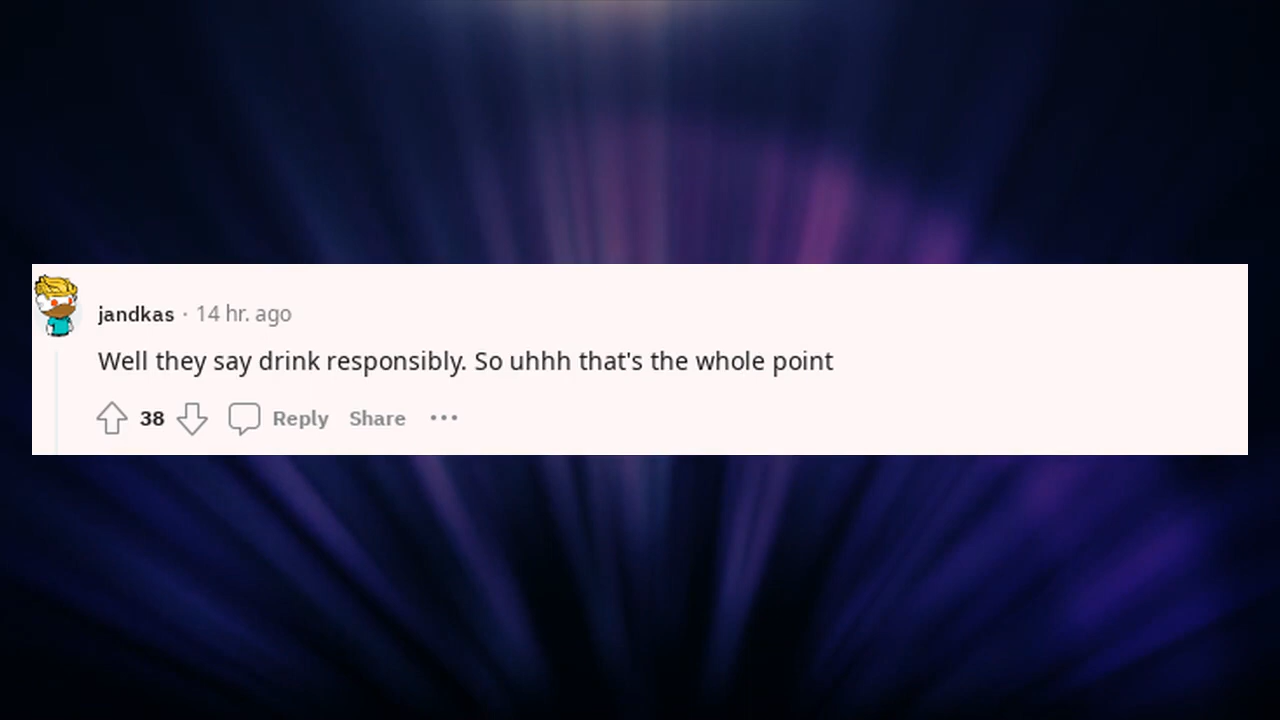 jandkas · 14 hr. ago
Well they say drink responsibly. So uhhh that's the whole point
38 Reply Share ···